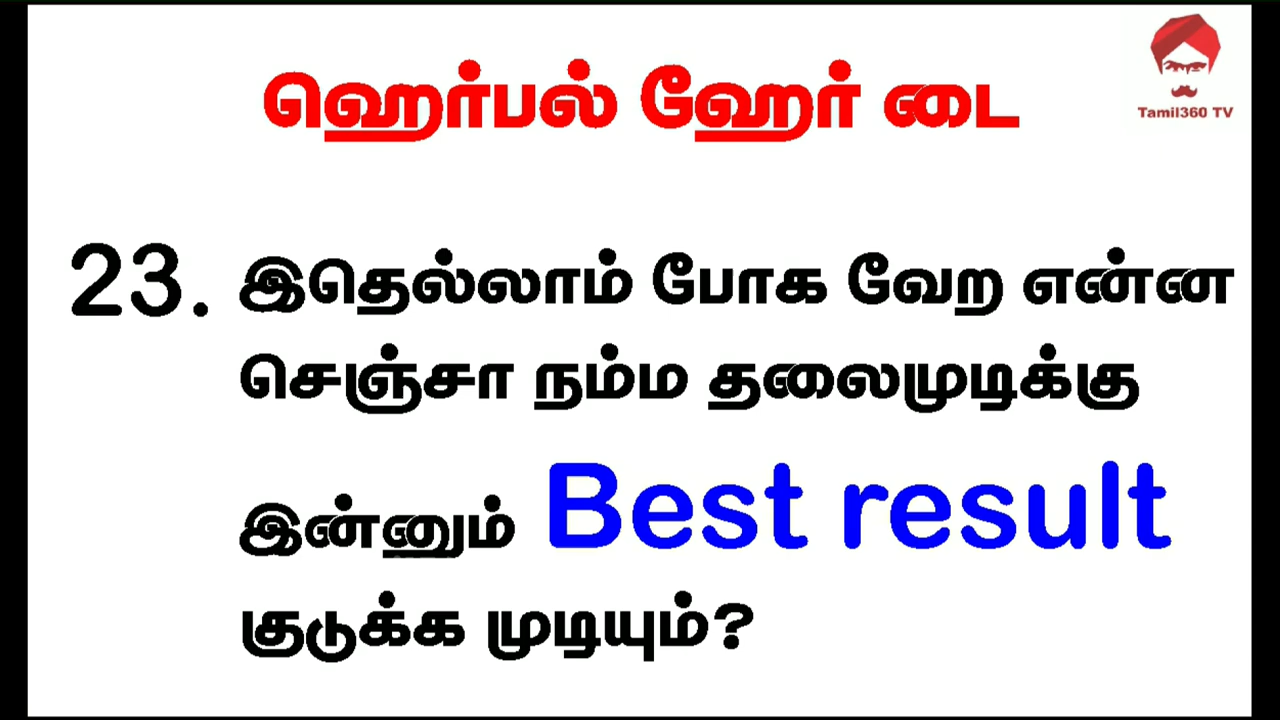 ஹெர்பல் ஹேர் டை
Tamil360 TV
23. இதெல்லாம் போக வேற என்ன
செஞ்சா நம்ம தலைமுடிக்கு
இன்னும் Best result
குடுக்க முடியும்?